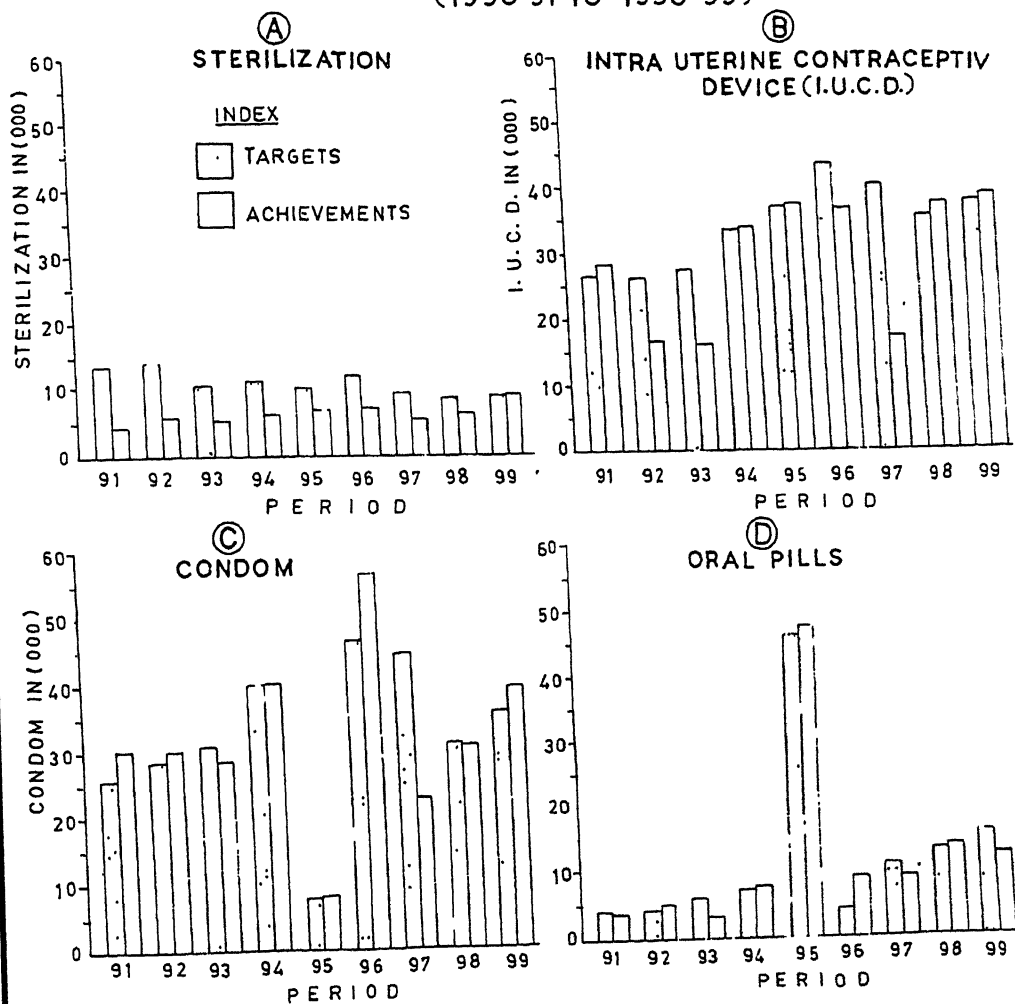 (1990-91 TO 1998-99)
A
STERILIZATION
60
50
40
30
20
10
0
STERILIZATION IN (000)
INDEX
TARGETS
ACHIEVEMENTS
91 92 93 94 95 96 97 98 99
PERIOD
B
INTRA UTERINE CONTRACEPTIV
DEVICE (I.U.C.D.)
60
50
40
30
20
10
0
I. U. C. D. IN (000)
91 92 93 94 95 96 97 98 99
PERIOD
C
CONDOM
60
50
40
30
20
10
0
CONDOM IN (000)
91 92 93 94 95 96 97 98 99
PERIOD
D
ORAL PILLS
60
50
40
30
20
10
0
91 92 93 94 95 96 97 98 99
PERIOD